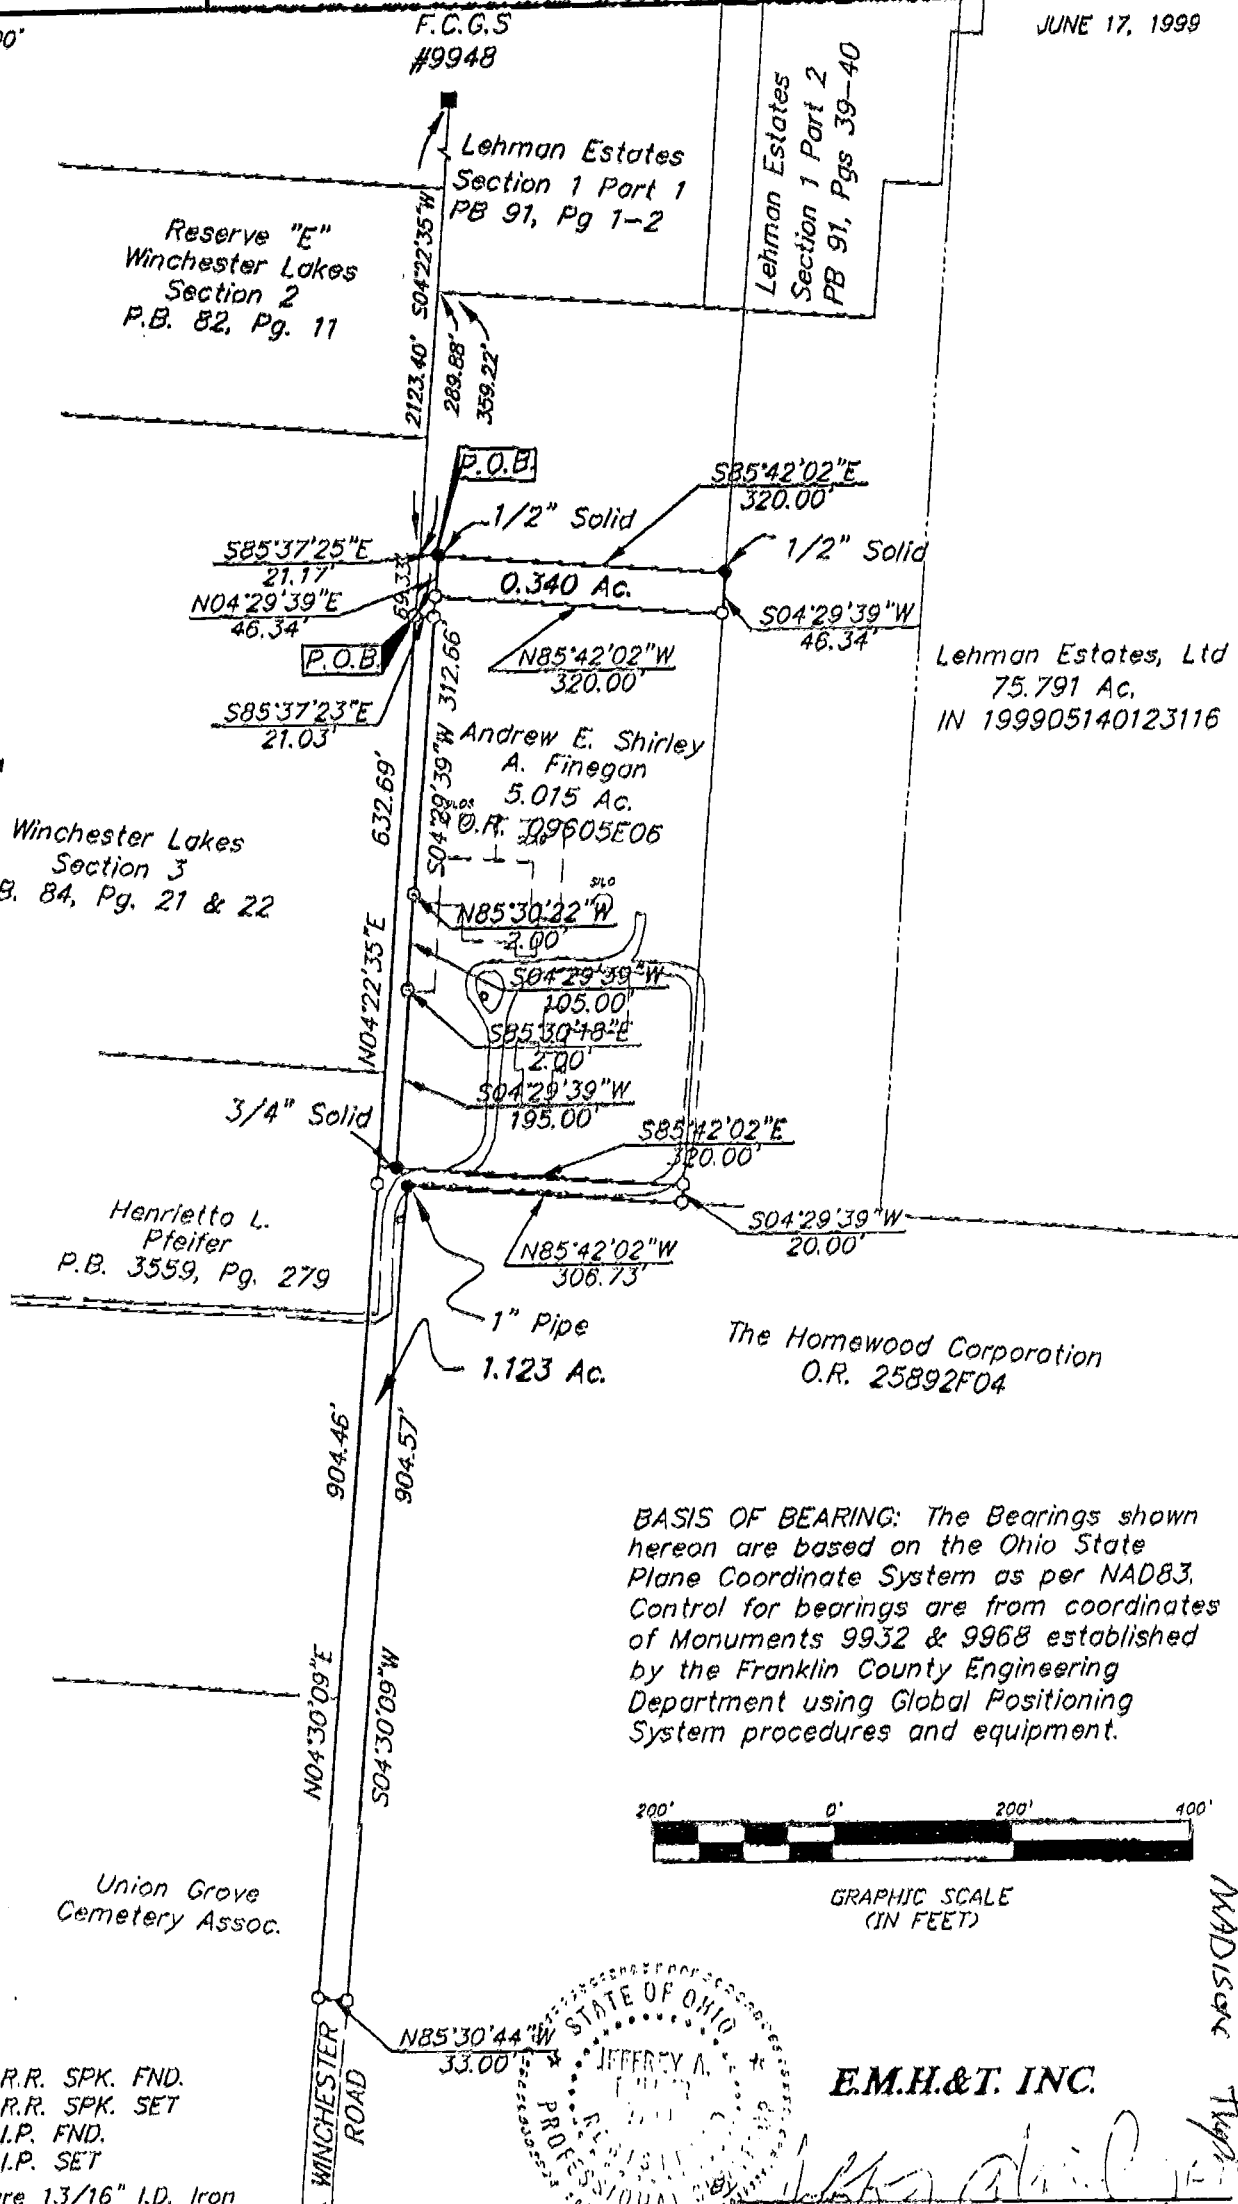 00'
F.C.G.S
#9948
JUNE 17, 1999
Lehman Estates
Section 1 Part 1
PB 91, Pg 1-2
Lehman Estates
Section 1 Part 2
PB 91, Pgs 39-40
Reserve "E"
Winchester Lakes
Section 2
P.B. 82, Pg. 11
2123.40' S04°22'35"W
289.88'
359.22'
P.O.B.
S85°42'02"E
320.00'
1/2" Solid
1/2" Solid
S85°37'25"E
21.17'
69.33'
0.340 Ac.
N04°29'39"E
46.34'
S04°29'39"W
46.34'
P.O.B.
N85°42'02"W
320.00'
Lehman Estates, Ltd
75.791 Ac.
IN 199905140123116
S85°37'23"E
21.03'
S04°29'39"W 312.66'
Andrew E. Shirley
A. Finegan
5.015 Ac.
O.R. 09605E06
632.69'
N04°22'35"E
Winchester Lakes
Section 3
B. 84, Pg. 21 & 22
SILO
N85°30'22"W
2.00'
S04°29'39"W
105.00'
S85°30'18"E
2.00'
S04°29'39"W
195.00'
3/4" Solid
S85°42'02"E
320.00'
Henrietta L.
Pfeifer
P.B. 3559, Pg. 279
S04°29'39"W
20.00'
N85°42'02"W
306.73'
1" Pipe
1.123 Ac.
The Homewood Corporation
O.R. 25892F04
904.46'
904.57'
N04°30'09"E
S04°30'09"W
BASIS OF BEARING: The Bearings shown
hereon are based on the Ohio State
Plane Coordinate System as per NAD83.
Control for bearings are from coordinates
of Monuments 9932 & 9968 established
by the Franklin County Engineering
Department using Global Positioning
System procedures and equipment.
200' 0' 200' 400'
GRAPHIC SCALE
(IN FEET)
Union Grove
Cemetery Assoc.
MADISON Twp
N85°30'44"W
33.00'
WINCHESTER
ROAD
STATE OF OHIO
JEFFREY A.
E.M.H.&T. INC.
R.R. SPK. FND.
R.R. SPK. SET
I.P. FND.
I.P. SET
re 13/16" I.D. Iron
By